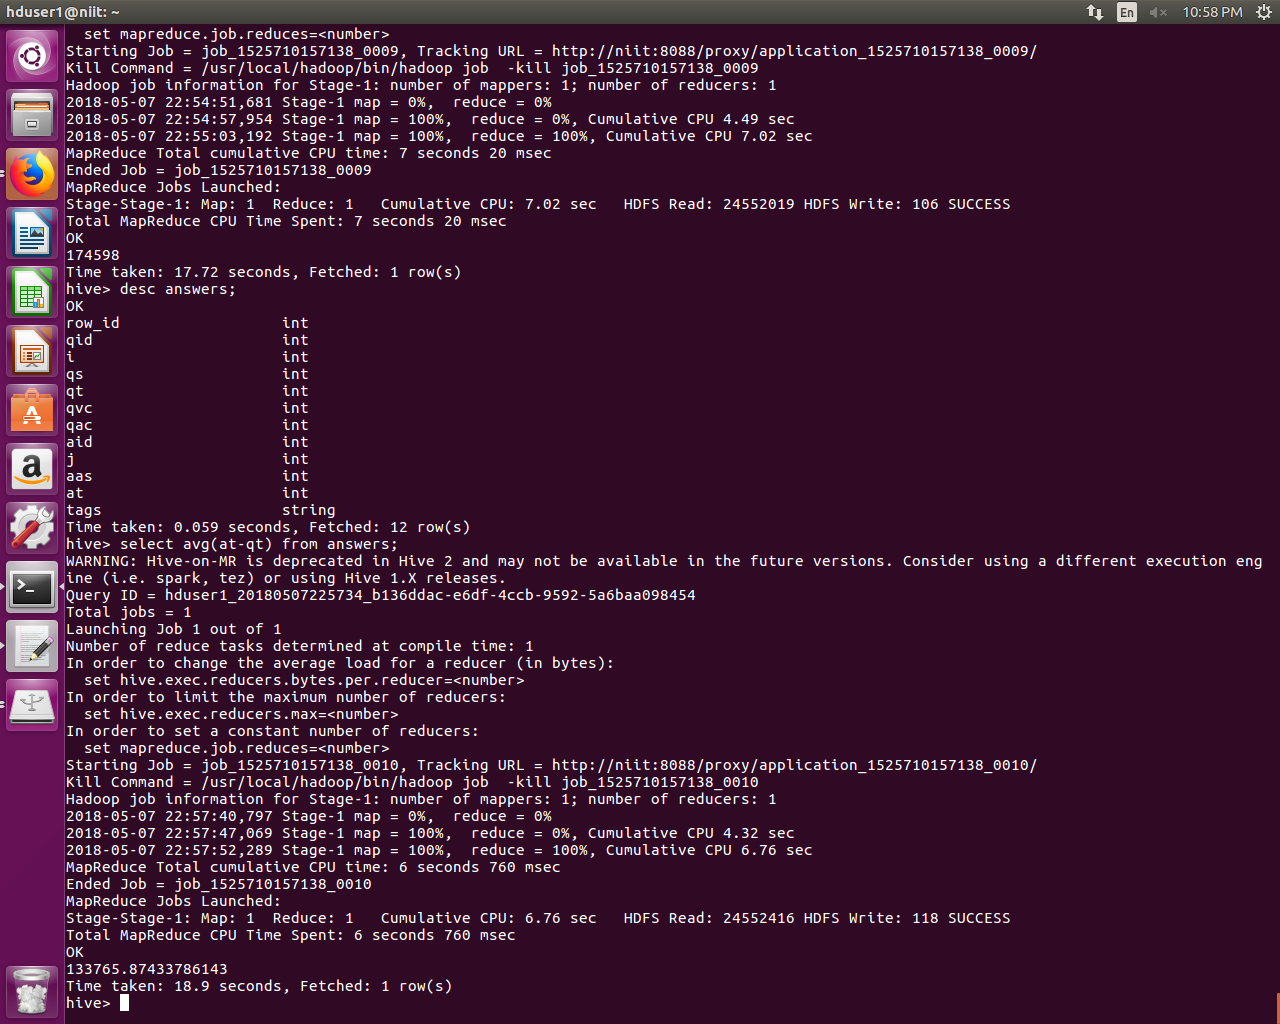 hduser1@niit: ~
En
10:58 PM
  set mapreduce.job.reduces=<number>
Starting Job = job_1525710157138_0009, Tracking URL = http://niit:8088/proxy/application_1525710157138_0009/
Kill Command = /usr/local/hadoop/bin/hadoop job  -kill job_1525710157138_0009
Hadoop job information for Stage-1: number of mappers: 1; number of reducers: 1
2018-05-07 22:54:51,681 Stage-1 map = 0%,  reduce = 0%
2018-05-07 22:54:57,954 Stage-1 map = 100%,  reduce = 0%, Cumulative CPU 4.49 sec
2018-05-07 22:55:03,192 Stage-1 map = 100%,  reduce = 100%, Cumulative CPU 7.02 sec
MapReduce Total cumulative CPU time: 7 seconds 20 msec
Ended Job = job_1525710157138_0009
MapReduce Jobs Launched:
Stage-Stage-1: Map: 1  Reduce: 1   Cumulative CPU: 7.02 sec   HDFS Read: 24552019 HDFS Write: 106 SUCCESS
Total MapReduce CPU Time Spent: 7 seconds 20 msec
OK
174598
Time taken: 17.72 seconds, Fetched: 1 row(s)
hive> desc answers;
OK
row_id                  int
qid                     int
i                       int
qs                      int
qt                      int
qvc                     int
qac                     int
aid                     int
j                       int
aas                     int
at                      int
tags                    string
Time taken: 0.059 seconds, Fetched: 12 row(s)
hive> select avg(at-qt) from answers;
WARNING: Hive-on-MR is deprecated in Hive 2 and may not be available in the future versions. Consider using a different execution eng
ine (i.e. spark, tez) or using Hive 1.X releases.
Query ID = hduser1_20180507225734_b136ddac-e6df-4ccb-9592-5a6baa098454
Total jobs = 1
Launching Job 1 out of 1
Number of reduce tasks determined at compile time: 1
In order to change the average load for a reducer (in bytes):
  set hive.exec.reducers.bytes.per.reducer=<number>
In order to limit the maximum number of reducers:
  set hive.exec.reducers.max=<number>
In order to set a constant number of reducers:
  set mapreduce.job.reduces=<number>
Starting Job = job_1525710157138_0010, Tracking URL = http://niit:8088/proxy/application_1525710157138_0010/
Kill Command = /usr/local/hadoop/bin/hadoop job  -kill job_1525710157138_0010
Hadoop job information for Stage-1: number of mappers: 1; number of reducers: 1
2018-05-07 22:57:40,797 Stage-1 map = 0%,  reduce = 0%
2018-05-07 22:57:47,069 Stage-1 map = 100%,  reduce = 0%, Cumulative CPU 4.32 sec
2018-05-07 22:57:52,289 Stage-1 map = 100%,  reduce = 100%, Cumulative CPU 6.76 sec
MapReduce Total cumulative CPU time: 6 seconds 760 msec
Ended Job = job_1525710157138_0010
MapReduce Jobs Launched:
Stage-Stage-1: Map: 1  Reduce: 1   Cumulative CPU: 6.76 sec   HDFS Read: 24552416 HDFS Write: 118 SUCCESS
Total MapReduce CPU Time Spent: 6 seconds 760 msec
OK
133765.87433786143
Time taken: 18.9 seconds, Fetched: 1 row(s)
hive>